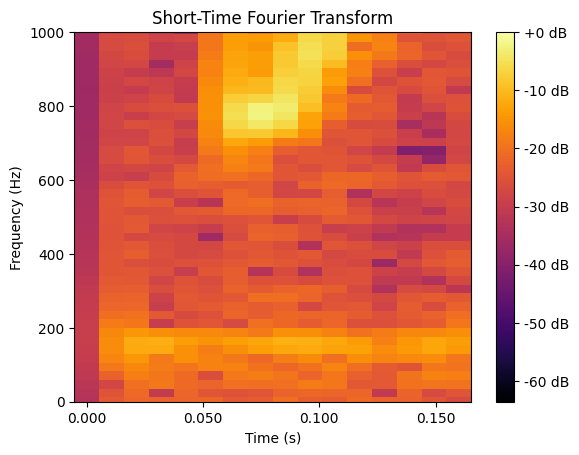 Short-Time Fourier Transform
Frequency (Hz)
1000
800
600
400
200
0
0.000
0.050
0.100
0.150
Time (s)
+0 dB
-10 dB
-20 dB
-30 dB
-40 dB
-50 dB
-60 dB